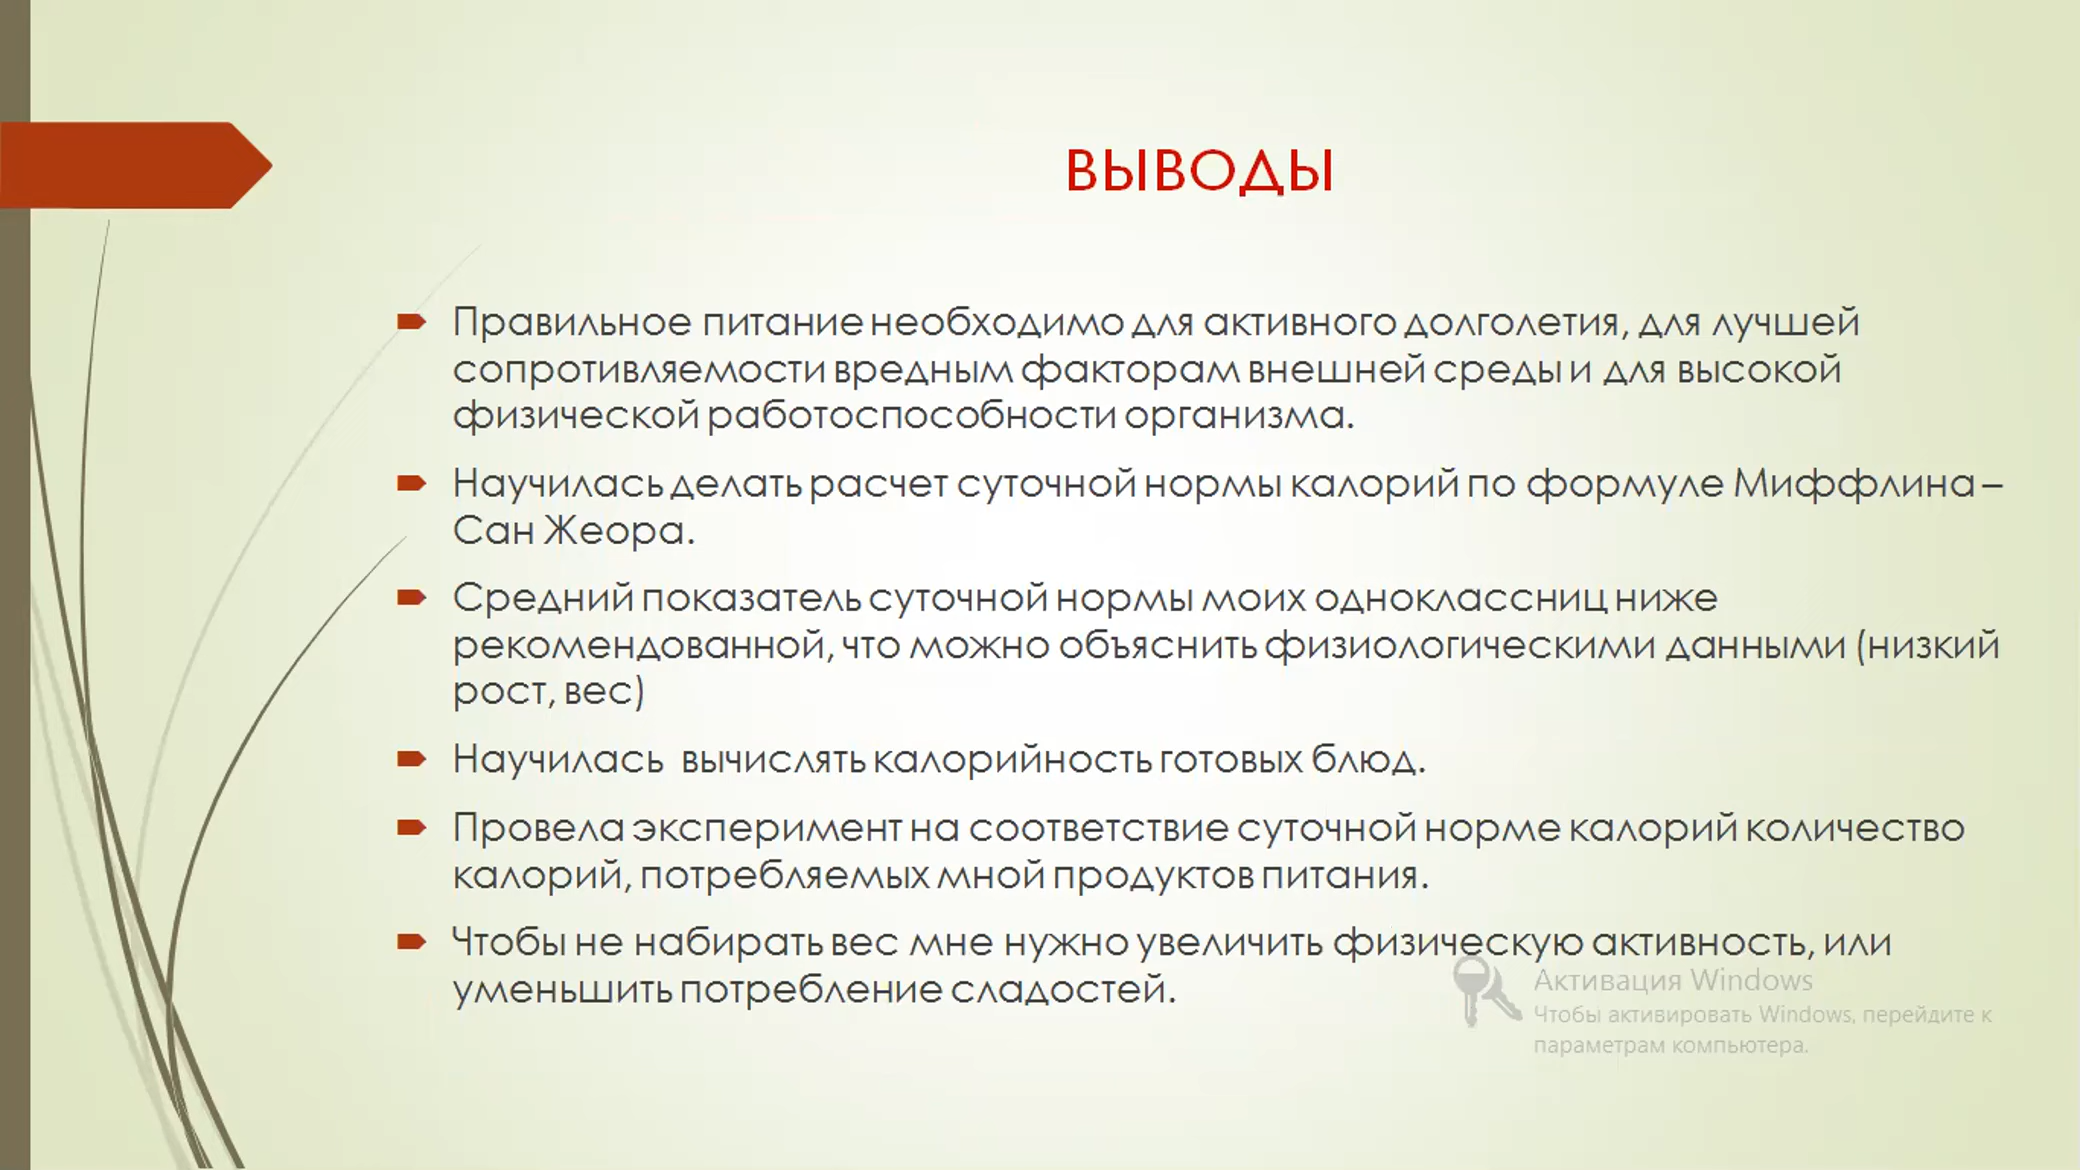 ВЫВОДЫ
Правильное питание необходимо для активного долголетия, для лучшей
сопротивляемости вредным факторам внешней среды и для высокой
физической работоспособности организма.
Научилась делать расчет суточной нормы калорий по формуле Миффлина –
Сан Жеора.
Средний показатель суточной нормы моих одноклассниц ниже
рекомендованной, что можно объяснить физиологическими данными (низкий
рост, вес)
Научилась вычислять калорийность готовых блюд.
Провела эксперимент на соответствие суточной норме калорий количество
калорий, потребляемых мной продуктов питания.
Чтобы не набирать вес мне нужно увеличить физическую активность, или
уменьшить потребление сладостей.
Активация Windows
Чтобы активировать Windows, перейдите к
параметрам компьютера.